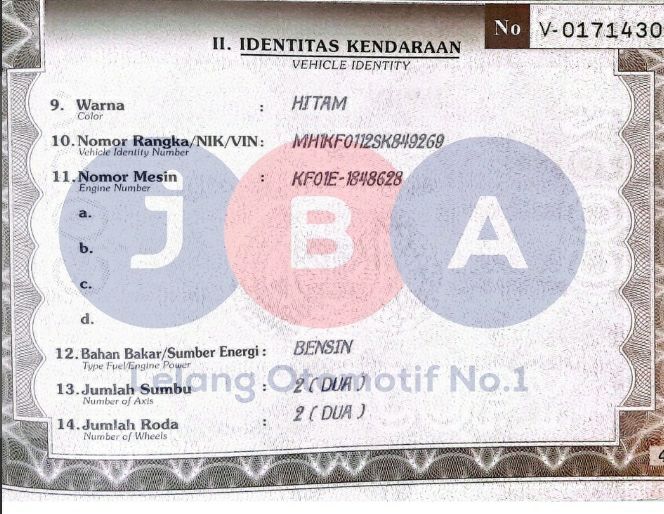 No V-0171430
II. IDENTITAS KENDARAAN
VEHICLE IDENTITY
9. Warna : HITAM
Color
10. Nomor Rangka/NIK/VIN: MH1KF0112SK849269
Vehicle Identity Number
11. Nomor Mesin : KF01E-1848628
Engine Number
a.
b.
c.
d.
JBA
12. Bahan Bakar/Sumber Energi : BENSIN
Type Fuel/Engine Power
Lelang Otomotif No.1
13. Jumlah Sumbu : 2 ( DUA )
Number of Axis
14. Jumlah Roda : 2 ( DUA )
Number of Wheels
4